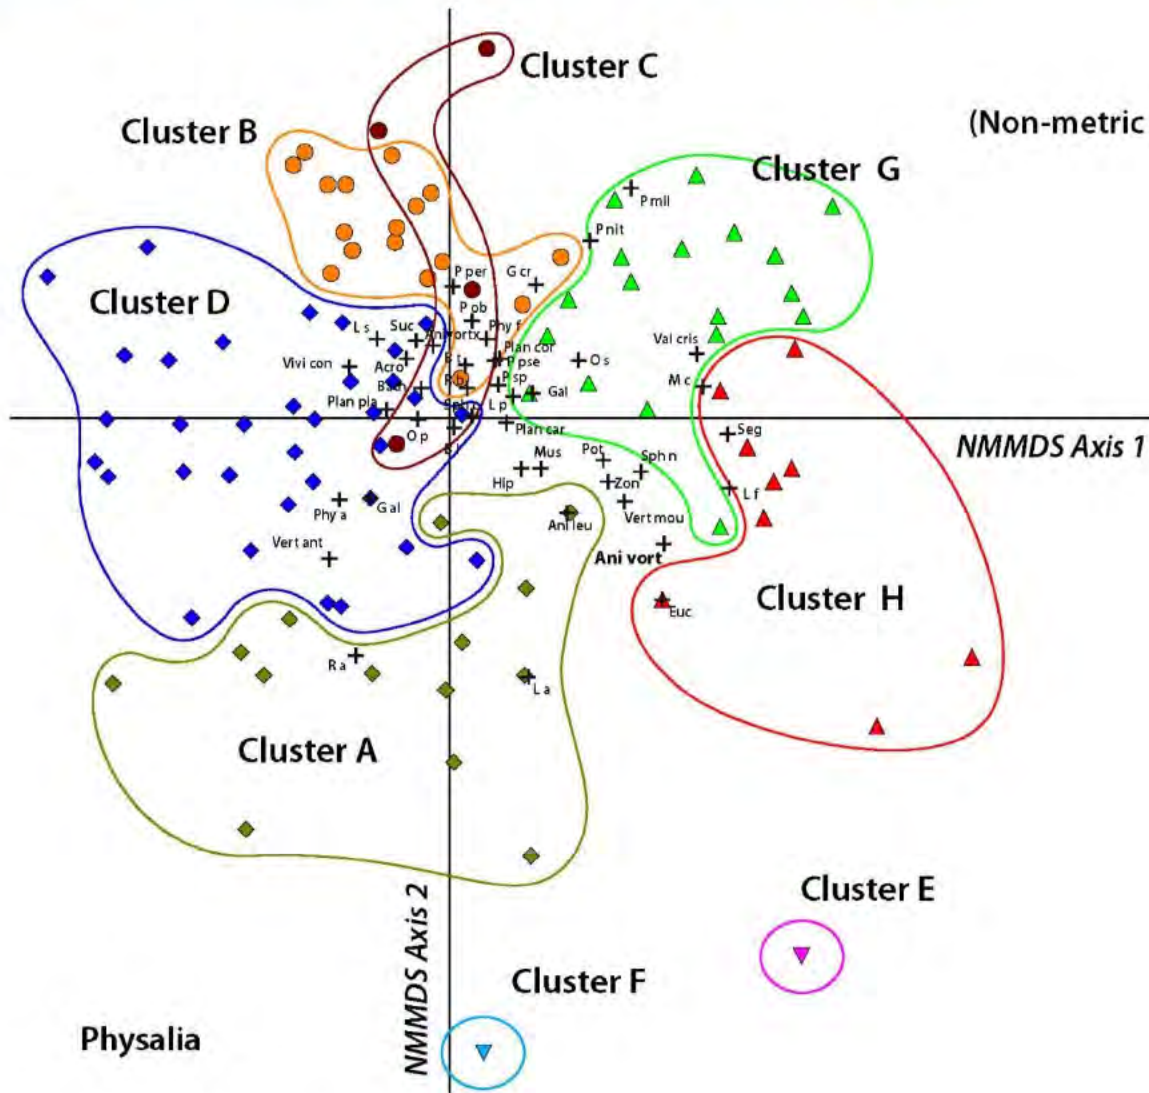 Cluster C
Cluster B
(Non-metric
Cluster G
P mil
P nit
P per
G cr
Cluster D
P ob
L s
Suc
Ani vortx
Phy f
Plan cor
Val cris
Vivi con
Acro
B t
P pse
O s
M c
P sp
Gal
Plan pla
L p
O p
Plan car
Seg
NMMDS Axis 1
Mus
Pot
Sph n
Hip
Zon
L f
Phy a
G al
Ani leu
Vert mou
Vert ant
Ani vort
Cluster H
Euc
R a
L a
Cluster A
Cluster E
NMMDS Axis 2
Cluster F
Physalia